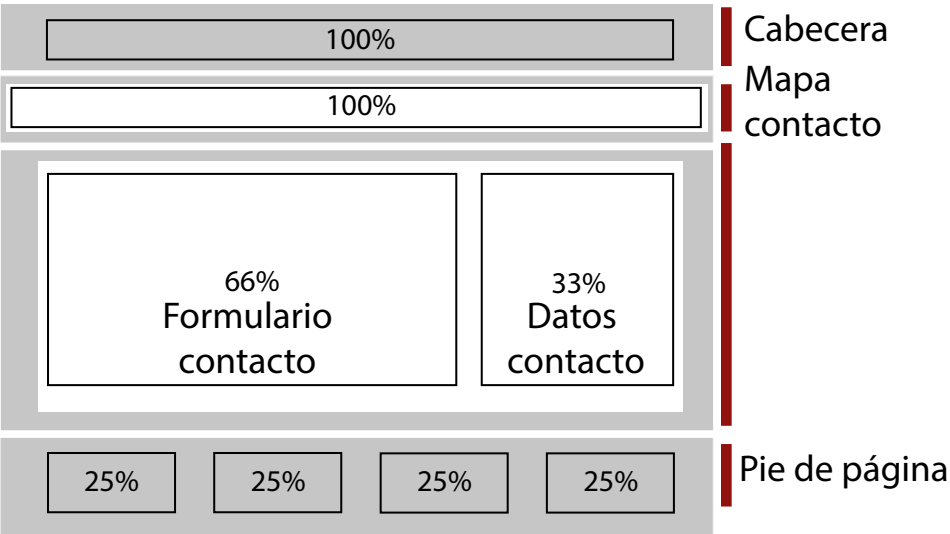 100%
Cabecera
100%
Mapa
contacto
66%
Formulario
contacto
33%
Datos
contacto
25%
25%
25%
25%
Pie de página